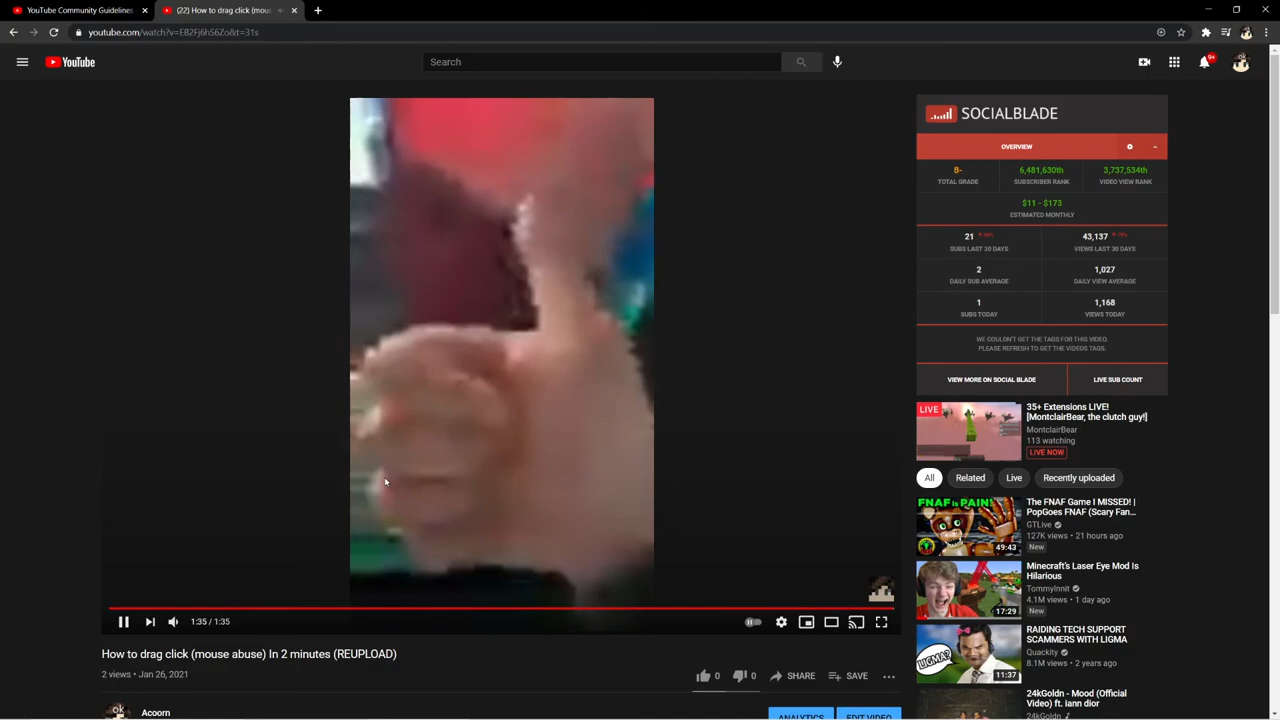 YouTube Community Guidelines
(22) How to drag click (mou
youtube.com/watch?v=EB2Fj6hS6Zo&t=31s
YouTube
Search
9+
SOCIALBLADE
OVERVIEW
B-
6,481,630th
3,737,534th
TOTAL GRADE
SUBSCRIBER RANK
VIDEO VIEW RANK
$11 - $173
ESTIMATED MONTHLY
21
43,137
SUBS LAST 30 DAYS
VIEWS LAST 30 DAYS
2
1,027
DAILY SUB AVERAGE
DAILY VIEW AVERAGE
1
1,168
SUBS TODAY
VIEWS TODAY
WE COULDN'T GET THE TAGS FOR THIS VIDEO.
PLEASE REFRESH TO GET THE VIDEOS TAGS.
VIEW MORE ON SOCIAL BLADE
LIVE SUB COUNT
LIVE
35+ Extensions LIVE!
[MontclairBear, the clutch guy!]
MontclairBear
113 watching
LIVE NOW
All
Related
Live
Recently uploaded
FNAF is PAIN!
49:43
The FNAF Game I MISSED! |
PopGoes FNAF (Scary Fan...
GTLive
127K views • 21 hours ago
New
17:29
Minecraft's Laser Eye Mod Is
Hilarious
TommyInnit
4.1M views • 1 day ago
New
LIGMA?
11:37
RAIDING TECH SUPPORT
SCAMMERS WITH LIGMA
Quackity
8.1M views • 2 years ago
24kGoldn - Mood (Official
Video) ft. iann dior
24kGoldn
1:35 / 1:35
How to drag click (mouse abuse) In 2 minutes (REUPLOAD)
2 views • Jan 26, 2021
0
0
SHARE
SAVE
ok
Acoorn
ANALYTICS
EDIT VIDEO